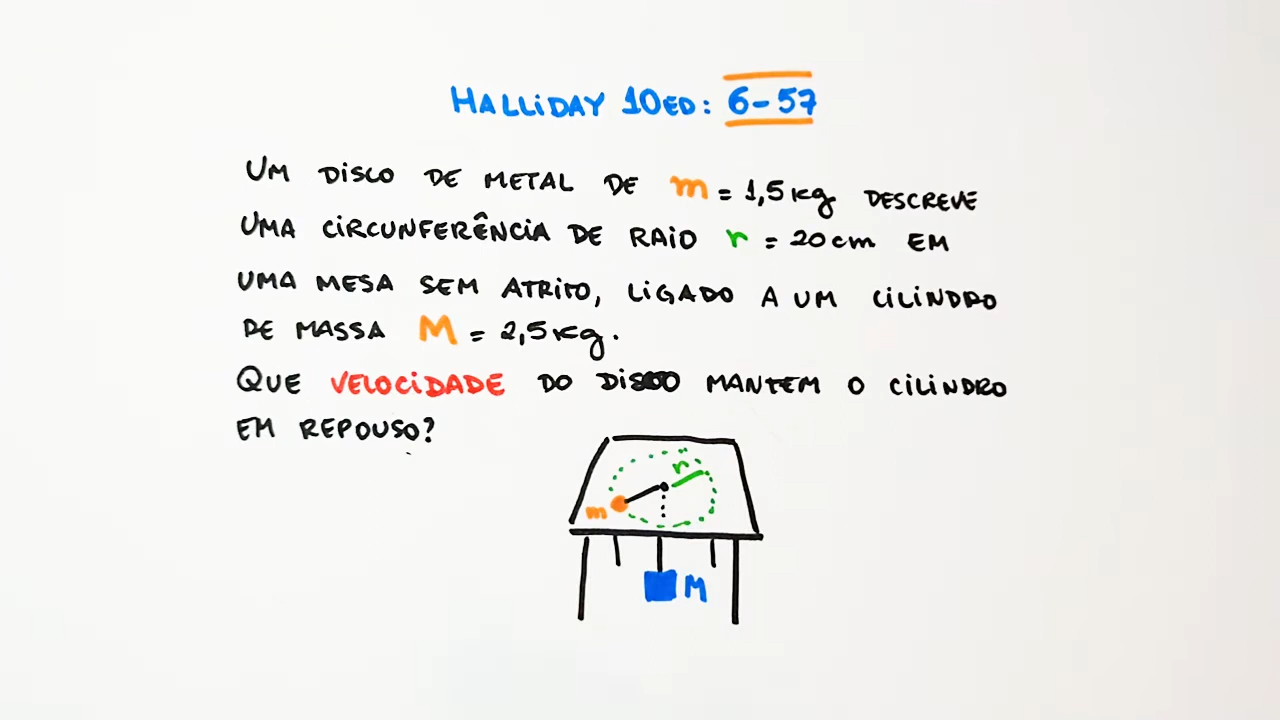 HALLIDAY 10ED: 6-57
UM DISCO DE METAL DE m = 1,5 kg DESCREVE
UMA CIRCUNFERÊNCIA DE RAIO r = 20 cm EM
UMA MESA SEM ATRITO, LIGADO A UM CILINDRO
DE MASSA M = 2,5 kg.
QUE VELOCIDADE DO DISCO MANTEM O CILINDRO
EM REPOUSO?
r
m
M